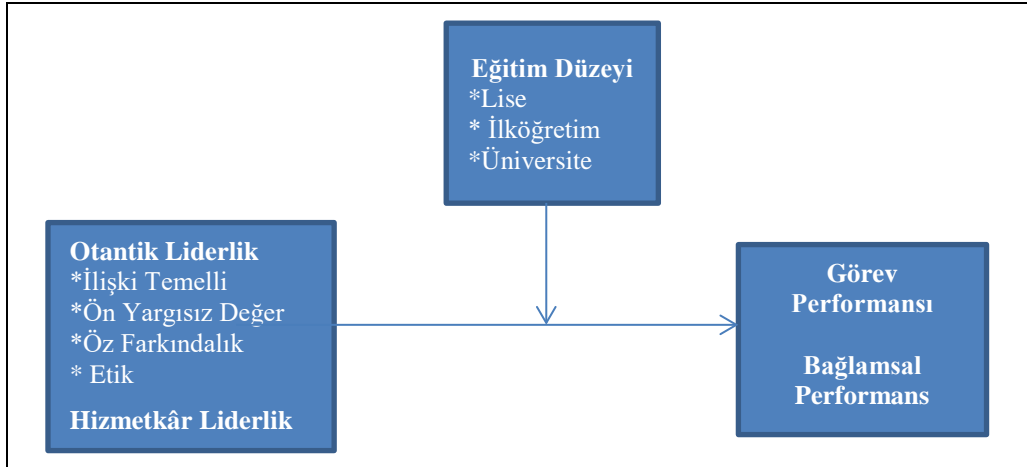 Eğitim Düzeyi
*Lise
* İlköğretim
*Üniversite
Otantik Liderlik
*İlişki Temelli
*Ön Yargısız Değer
*Öz Farkındalık
* Etik
Hizmetkâr Liderlik
Görev
Performansı
Bağlamsal
Performans